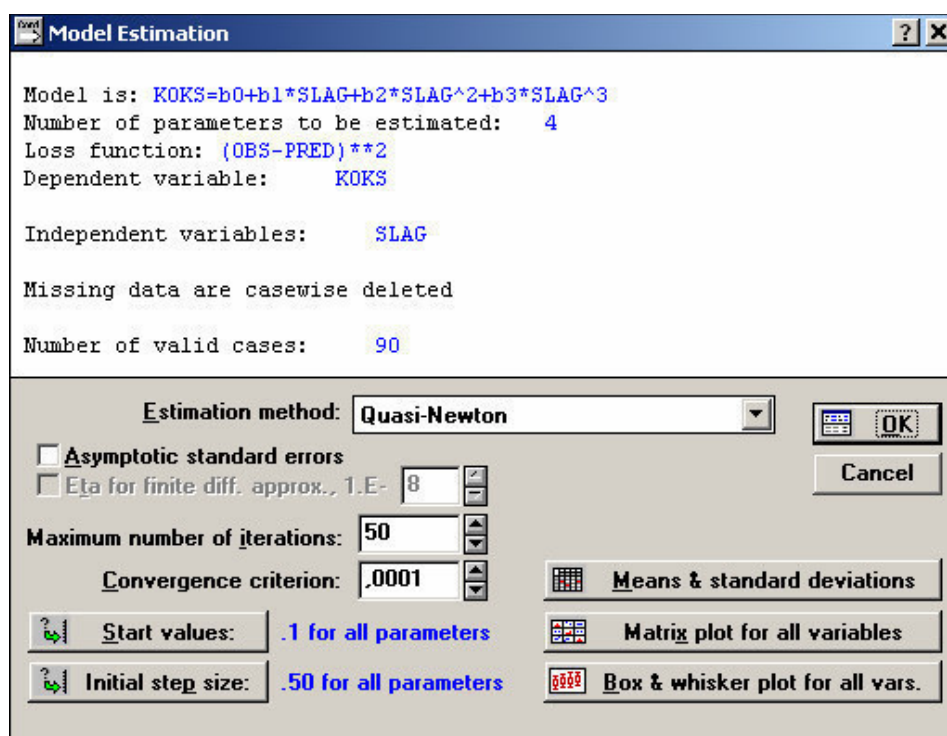 Model Estimation
Model is: KOKS=b0+b1*SLAG+b2*SLAG^2+b3*SLAG^3
Number of parameters to be estimated: 4
Loss function: (OBS-PRED)**2
Dependent variable: KOKS
Independent variables: SLAG
Missing data are casewise deleted
Number of valid cases: 90
Estimation method: Quasi-Newton
OK
Asymptotic standard errors
Eta for finite diff. approx., 1.E- 8
Cancel
Maximum number of iterations: 50
Convergence criterion: ,0001
Means & standard deviations
Start values: .1 for all parameters
Matrix plot for all variables
Initial step size: .50 for all parameters
Box & whisker plot for all vars.